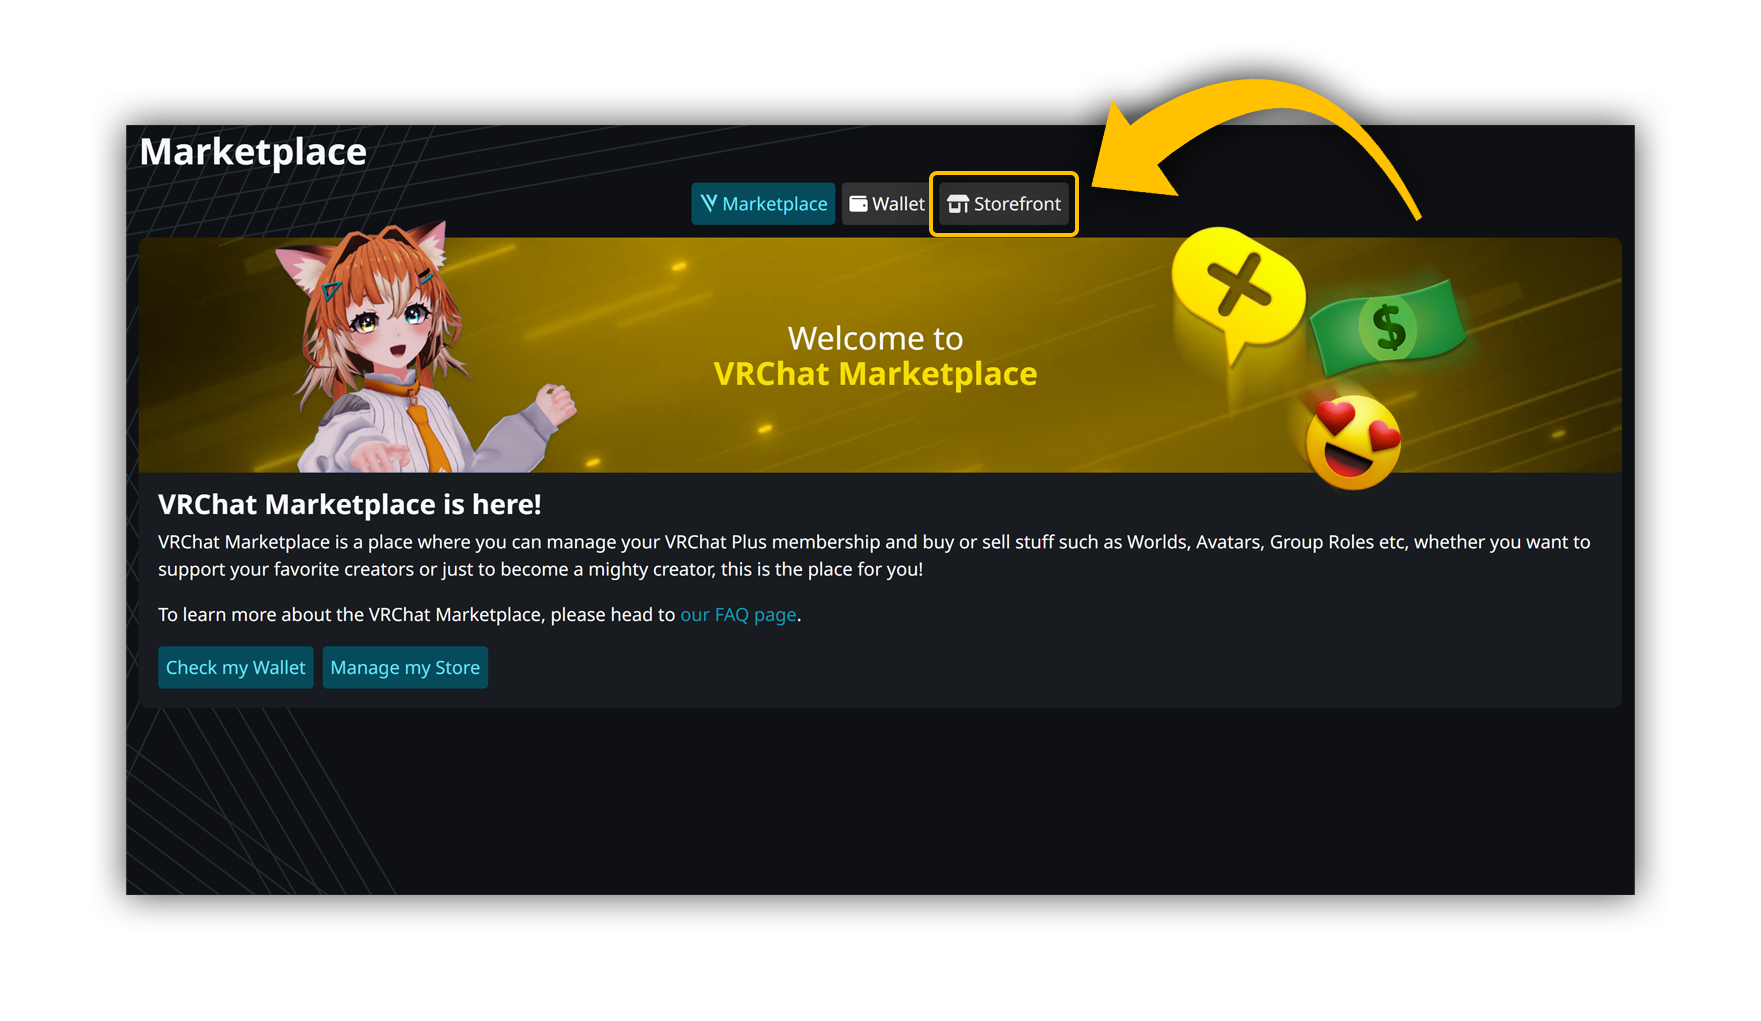 Marketplace
Marketplace Wallet Storefront
Welcome to
VRChat Marketplace
$
VRChat Marketplace is here!
VRChat Marketplace is a place where you can manage your VRChat Plus membership and buy or sell stuff such as Worlds, Avatars, Group Roles etc, whether you want to
support your favorite creators or just to become a mighty creator, this is the place for you!
To learn more about the VRChat Marketplace, please head to our FAQ page.
Check my Wallet Manage my Store